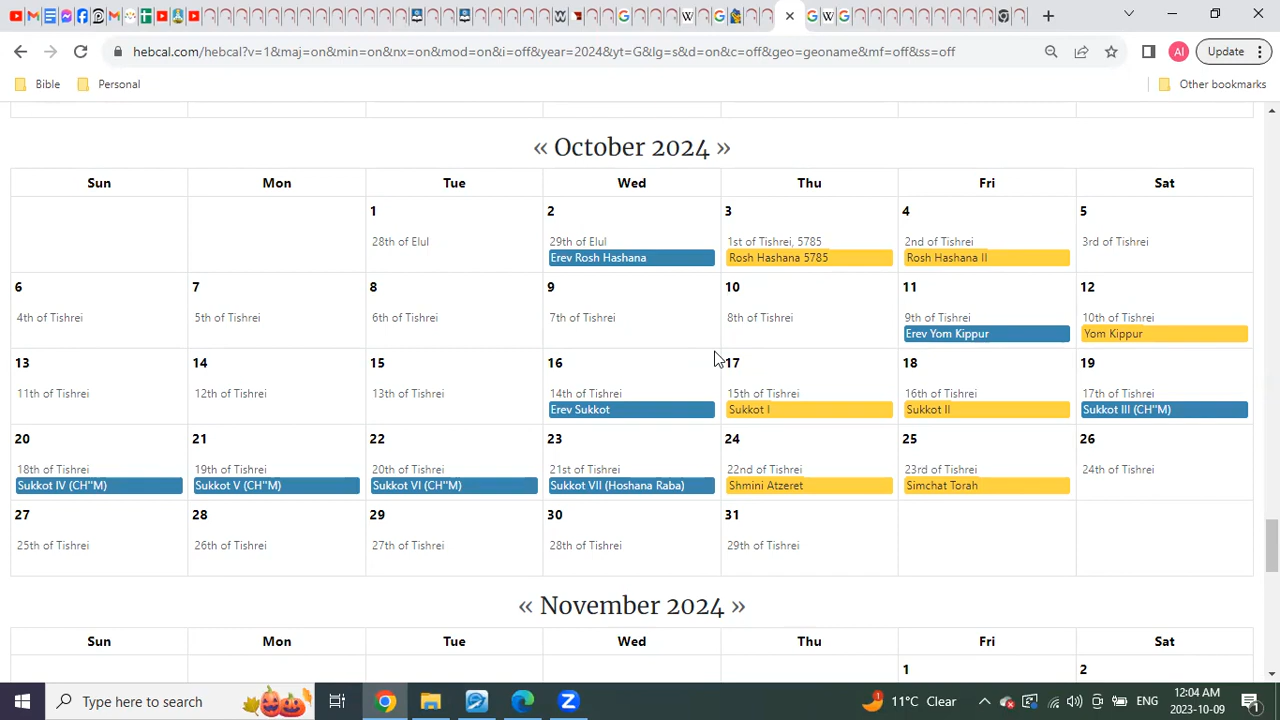 hebcal.com/hebcal?v=1&maj=on&min=on&nx=on&mod=on&i=off&year=2024&yt=G&lg=s&d=on&c=off&geo=geoname&mf=off&ss=off
AI
Update
Bible
Personal
Other bookmarks
« October 2024 »
Sun Mon Tue Wed Thu Fri Sat
1 2 3 4 5
28th of Elul 29th of Elul 1st of Tishrei, 5785 2nd of Tishrei 3rd of Tishrei
Erev Rosh Hashana Rosh Hashana 5785 Rosh Hashana II
6 7 8 9 10 11 12
4th of Tishrei 5th of Tishrei 6th of Tishrei 7th of Tishrei 8th of Tishrei 9th of Tishrei 10th of Tishrei
Erev Yom Kippur Yom Kippur
13 14 15 16 17 18 19
11th of Tishrei 12th of Tishrei 13th of Tishrei 14th of Tishrei 15th of Tishrei 16th of Tishrei 17th of Tishrei
Erev Sukkot Sukkot I Sukkot II Sukkot III (CH''M)
20 21 22 23 24 25 26
18th of Tishrei 19th of Tishrei 20th of Tishrei 21st of Tishrei 22nd of Tishrei 23rd of Tishrei 24th of Tishrei
Sukkot IV (CH''M) Sukkot V (CH''M) Sukkot VI (CH''M) Sukkot VII (Hoshana Raba) Shmini Atzeret Simchat Torah
27 28 29 30 31
25th of Tishrei 26th of Tishrei 27th of Tishrei 28th of Tishrei 29th of Tishrei
« November 2024 »
Sun Mon Tue Wed Thu Fri Sat
1 2
Type here to search
11°C Clear
ENG
12:04 AM
2023-10-09
1